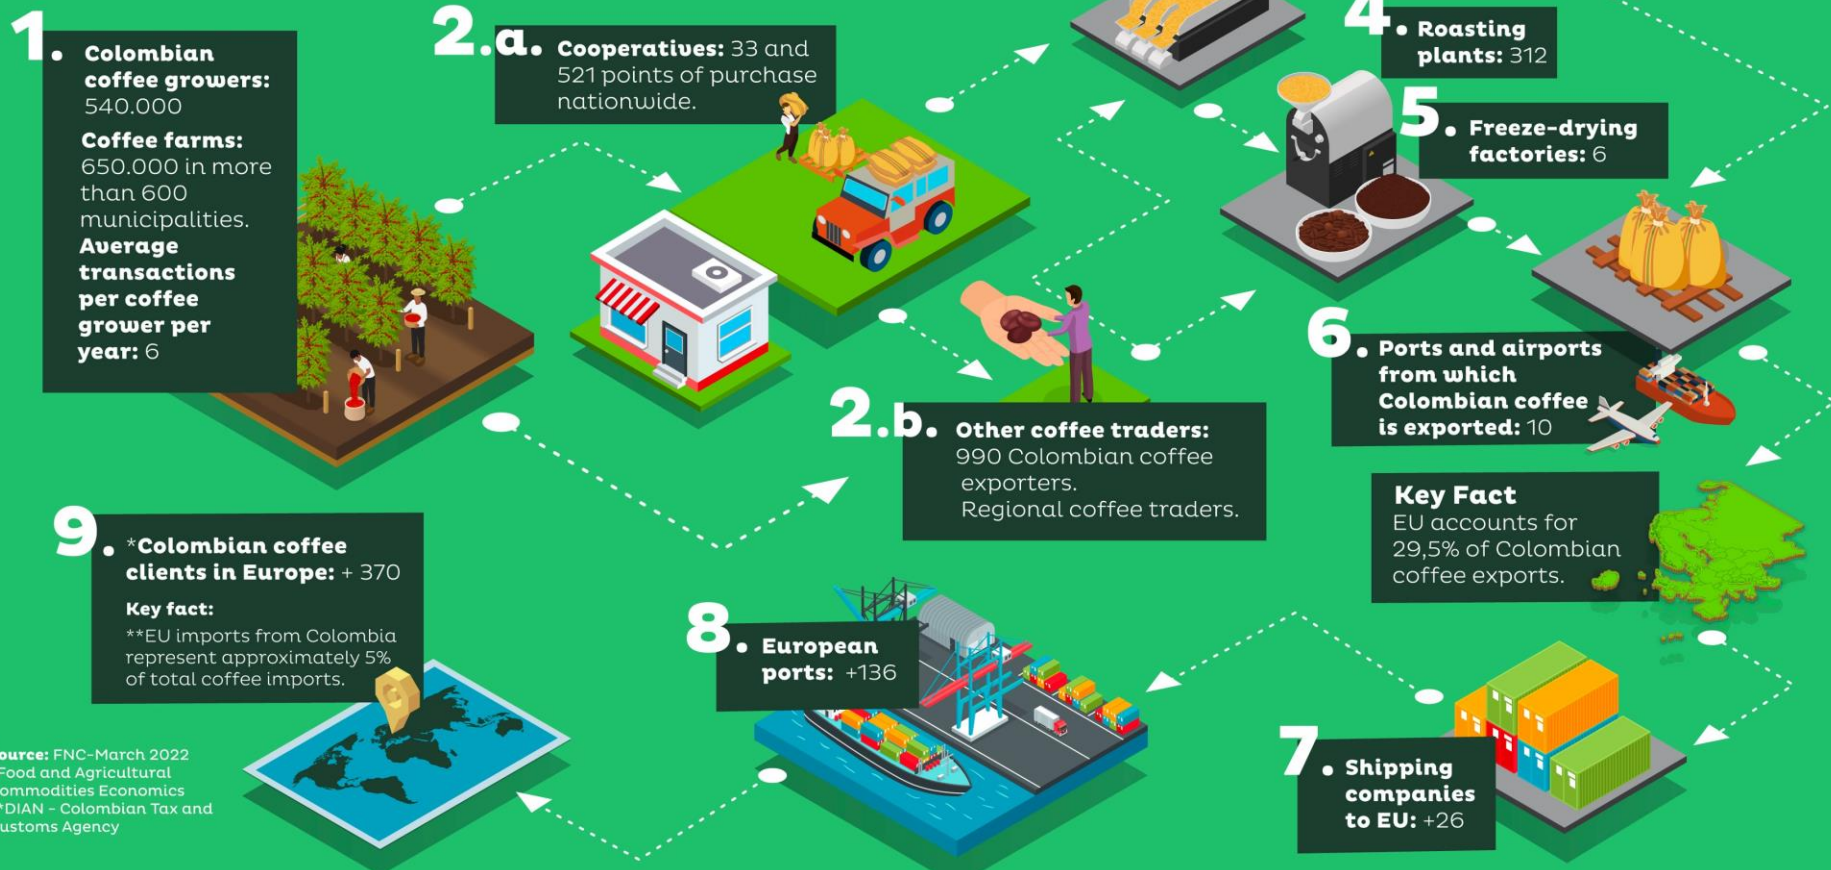 1.
Colombian
coffee growers:
540.000
Coffee farms:
650.000 in more
than 600
municipalities.
Average
transactions
per coffee
grower per
year: 6
2.a.
Cooperatives: 33 and
521 points of purchase
nationwide.
2.b.
Other coffee traders:
990 Colombian coffee
exporters.
Regional coffee traders.
4.
Roasting
plants: 312
5.
Freeze-drying
factories: 6
6.
Ports and airports
from which
Colombian coffee
is exported: 10
Key Fact
EU accounts for
29,5% of Colombian
coffee exports.
7.
Shipping
companies
to EU: +26
8.
European
ports: +136
9.
*Colombian coffee
clients in Europe: + 370
Key fact:
**EU imports from Colombia
represent approximately 5%
of total coffee imports.
ource: FNC-March 2022
Food and Agricultural
ommodities Economics
*DIAN - Colombian Tax and
ustoms Agency